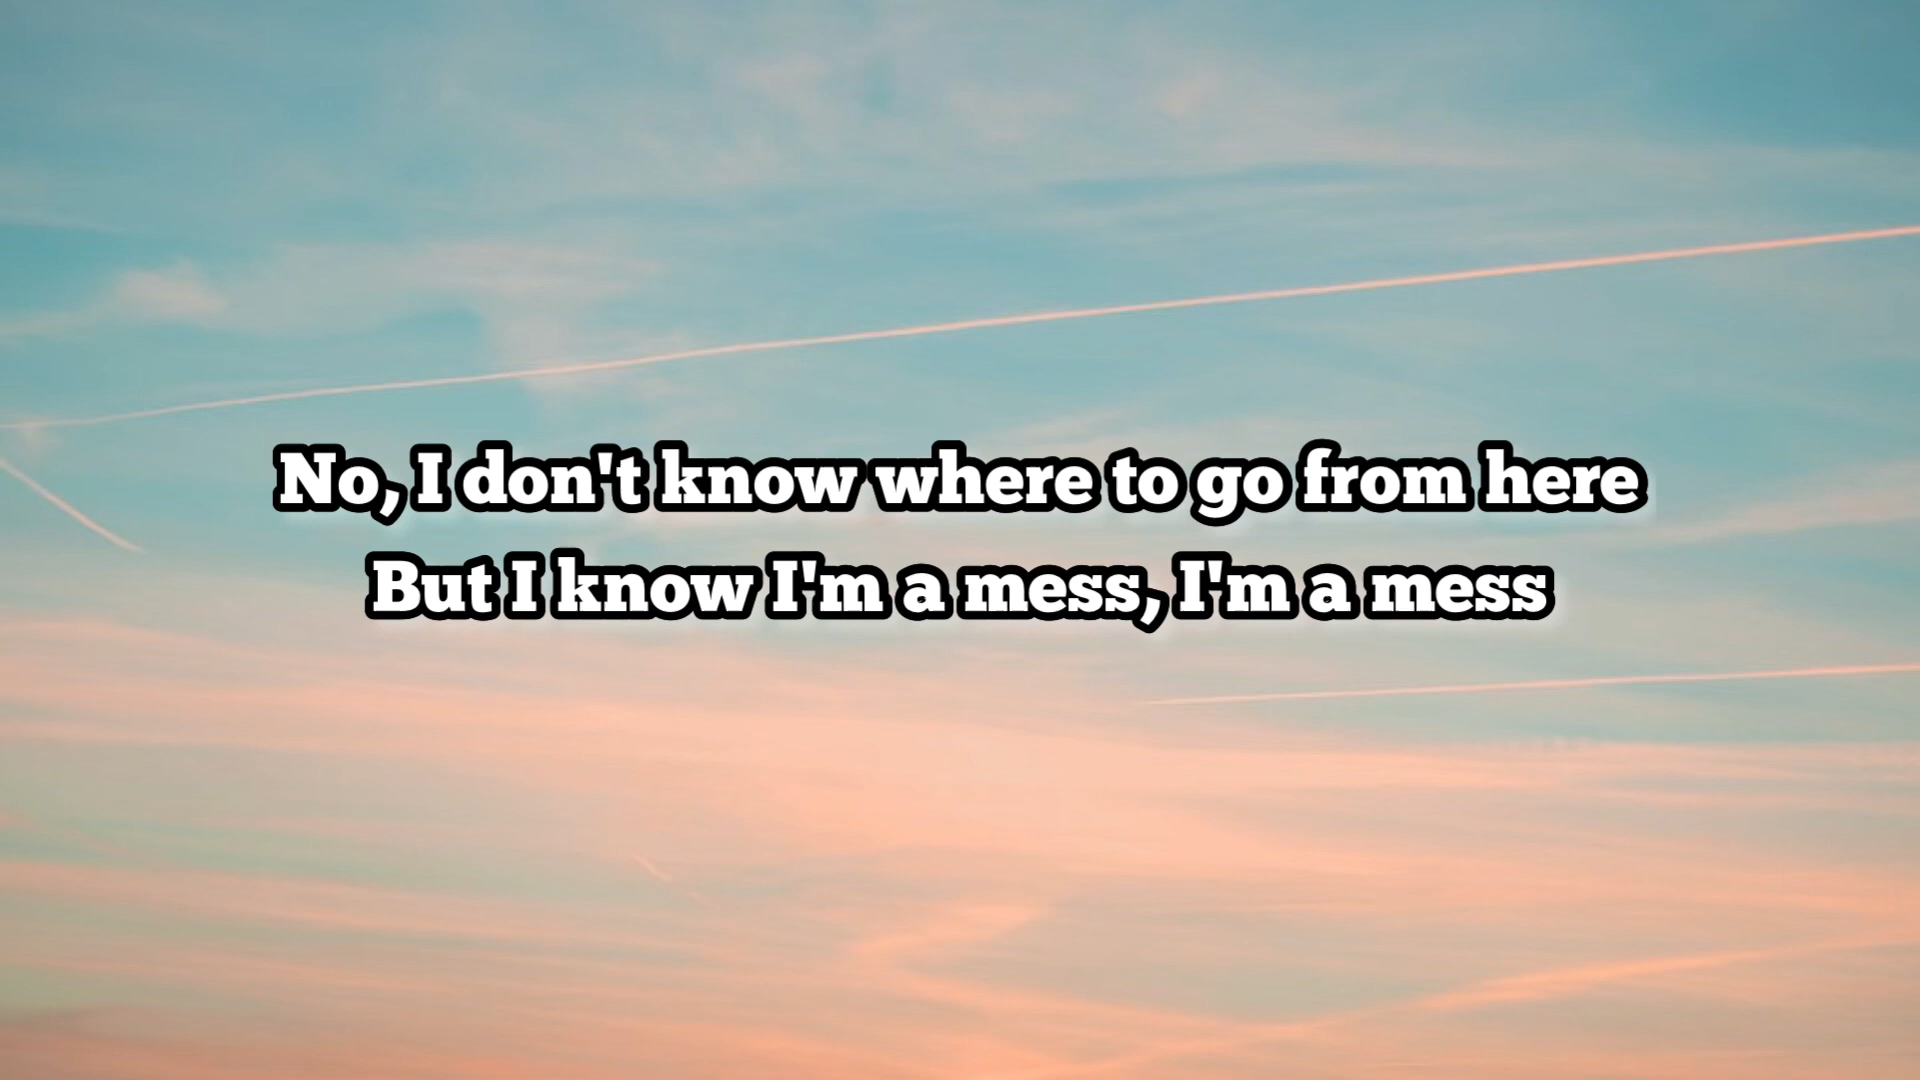 No, I don't know where to go from here
But I know I'm a mess, I'm a mess